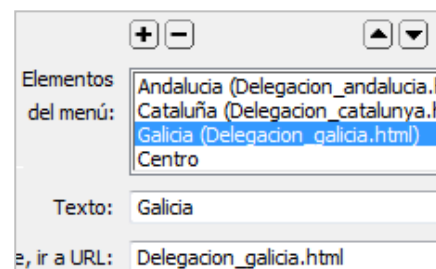 Elementos
del menú:
Andalucia (Delegacion_andalucia.
Cataluña (Delegacion_catalunya.
Galicia (Delegacion_galicia.html)
Centro
Texto: Galicia
e, ir a URL: Delegacion_galicia.html